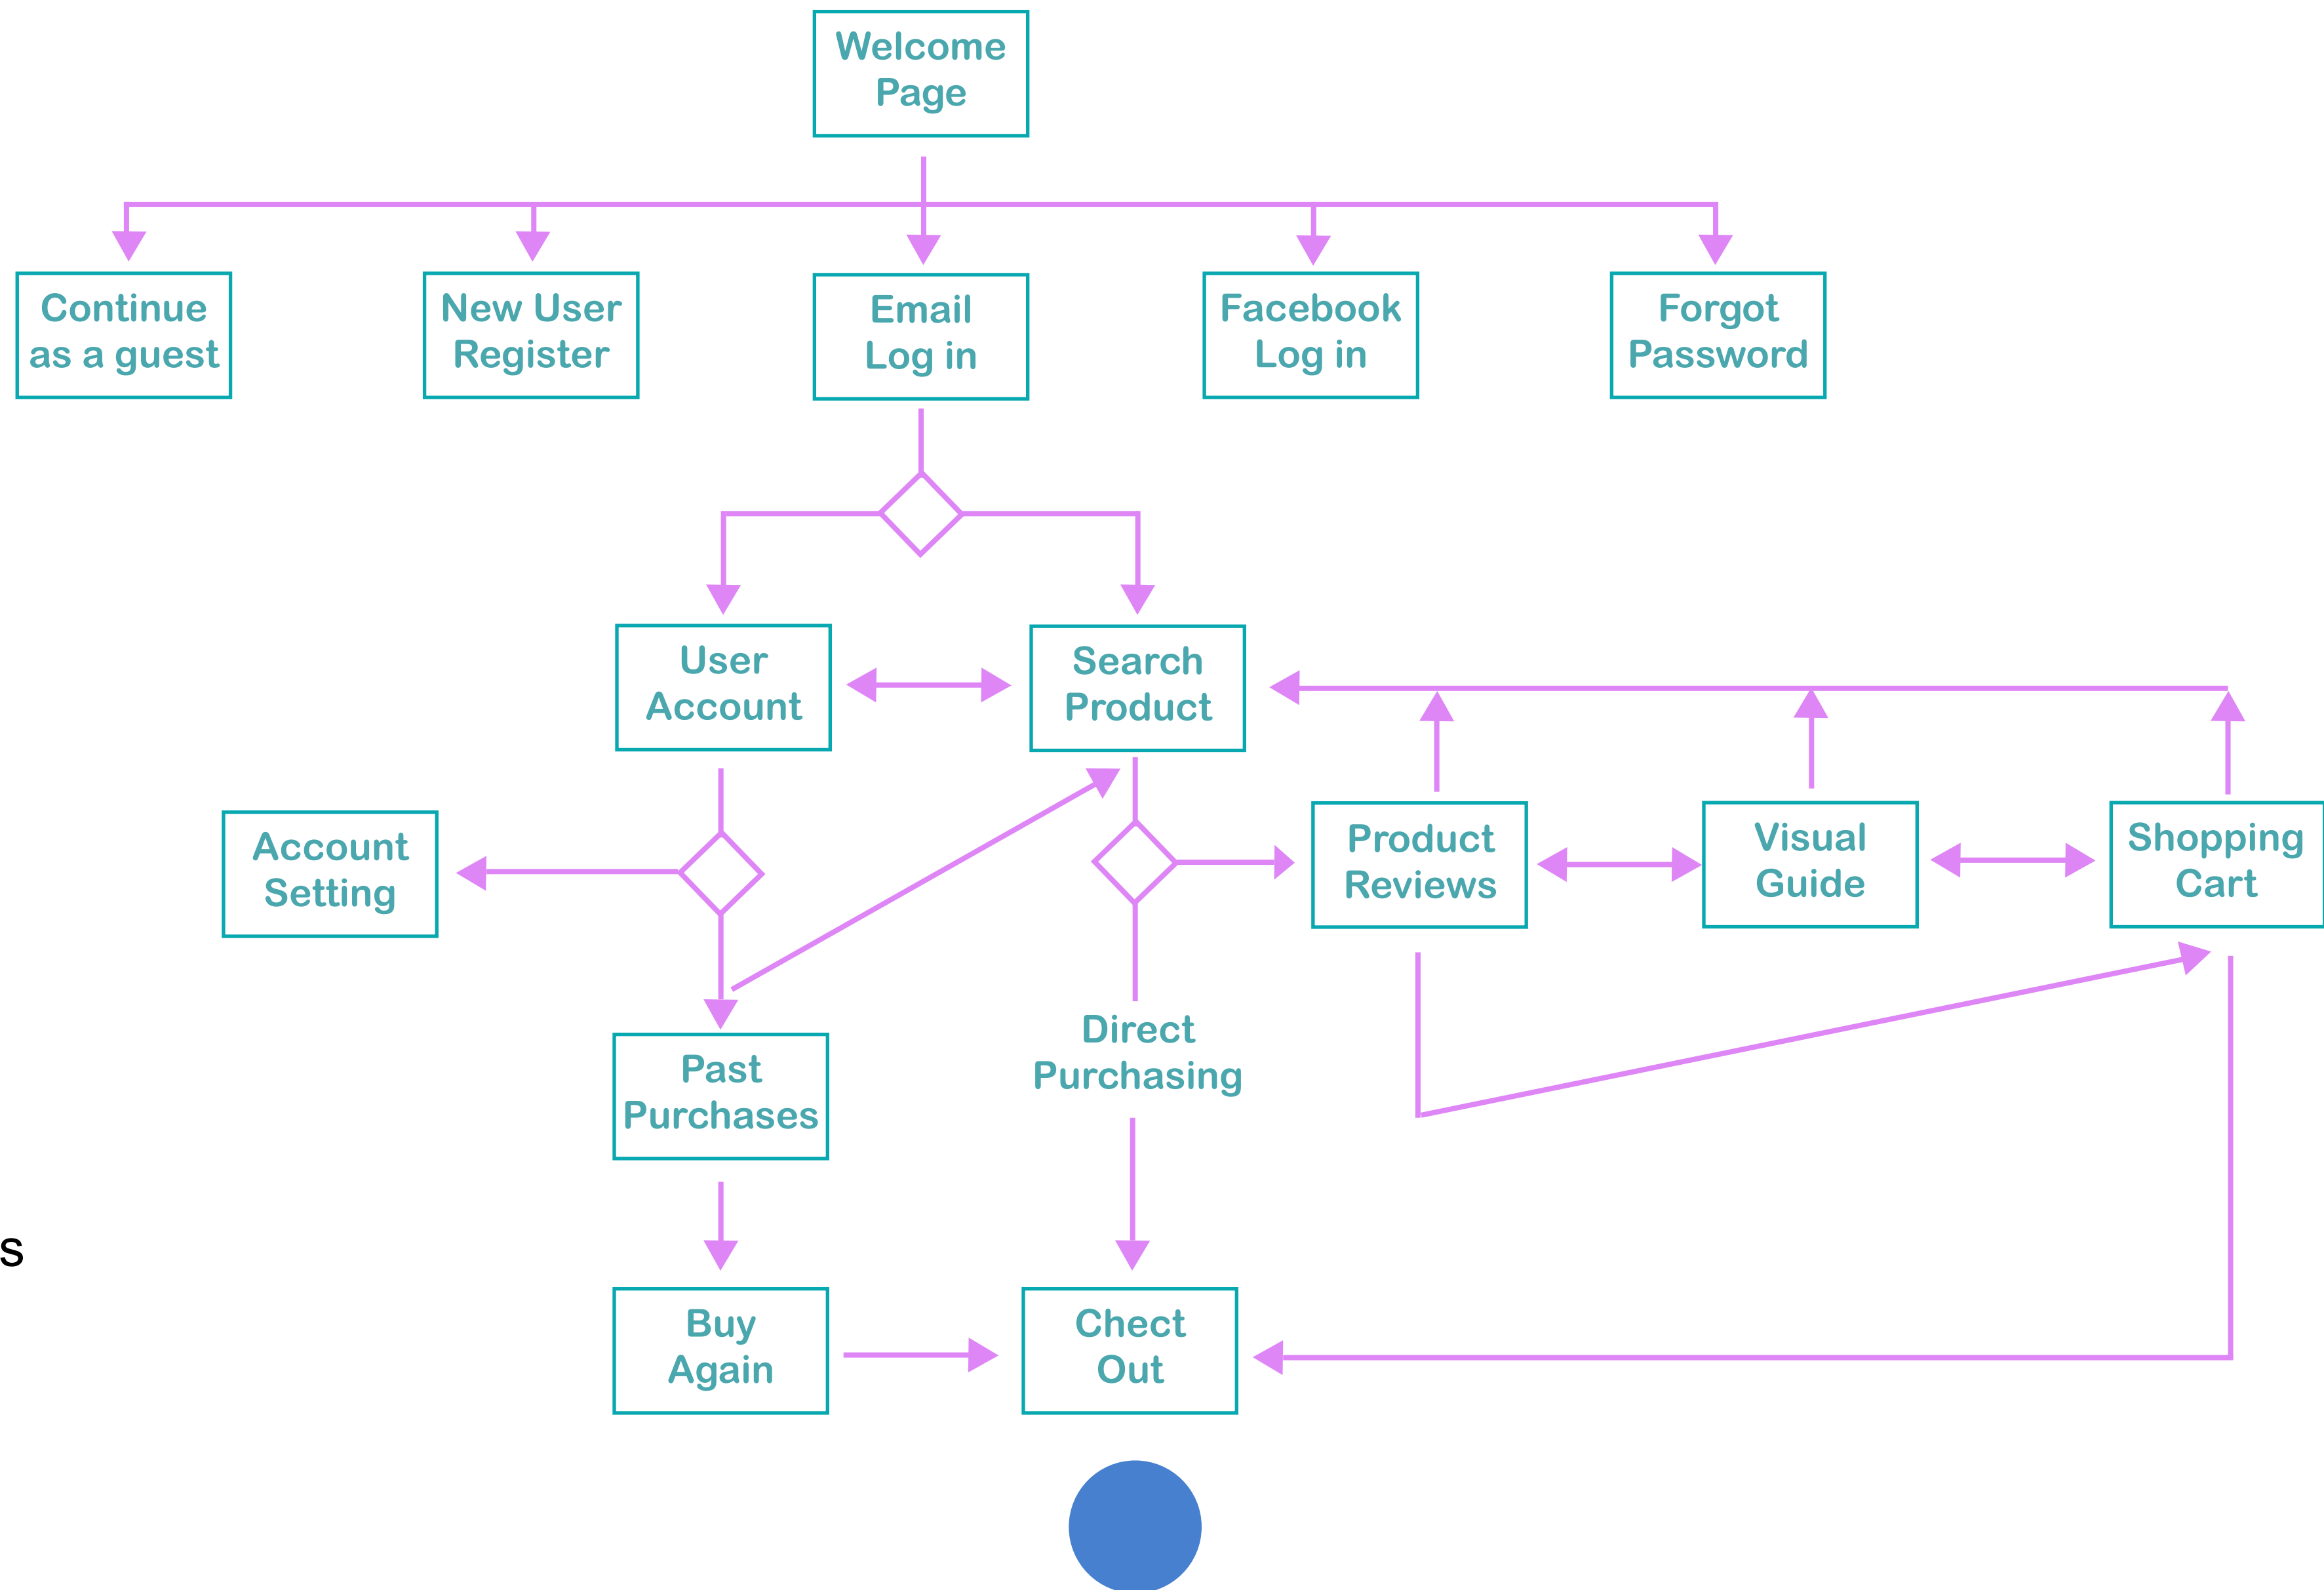 Welcome
Page
Continue
as a guest
New User
Register
Email
Log in
Facebook
Log in
Forgot
Password
User
Account
Search
Product
Account
Setting
Product
Reviews
Visual
Guide
Shopping
Cart
Direct
Purchasing
Past
Purchases
s
Buy
Again
Chect
Out